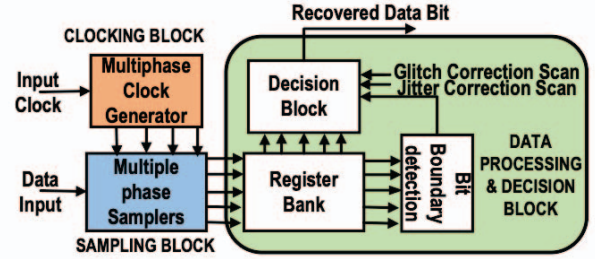 Recovered Data Bit
CLOCKING BLOCK
Input
Clock
Multiphase
Clock
Generator
Decision
Block
Glitch Correction Scan
Jitter Correction Scan
Data
Input
Multiple
phase
Samplers
Register
Bank
Bit
Boundary
detection
DATA
PROCESSING
& DECISION
BLOCK
SAMPLING BLOCK